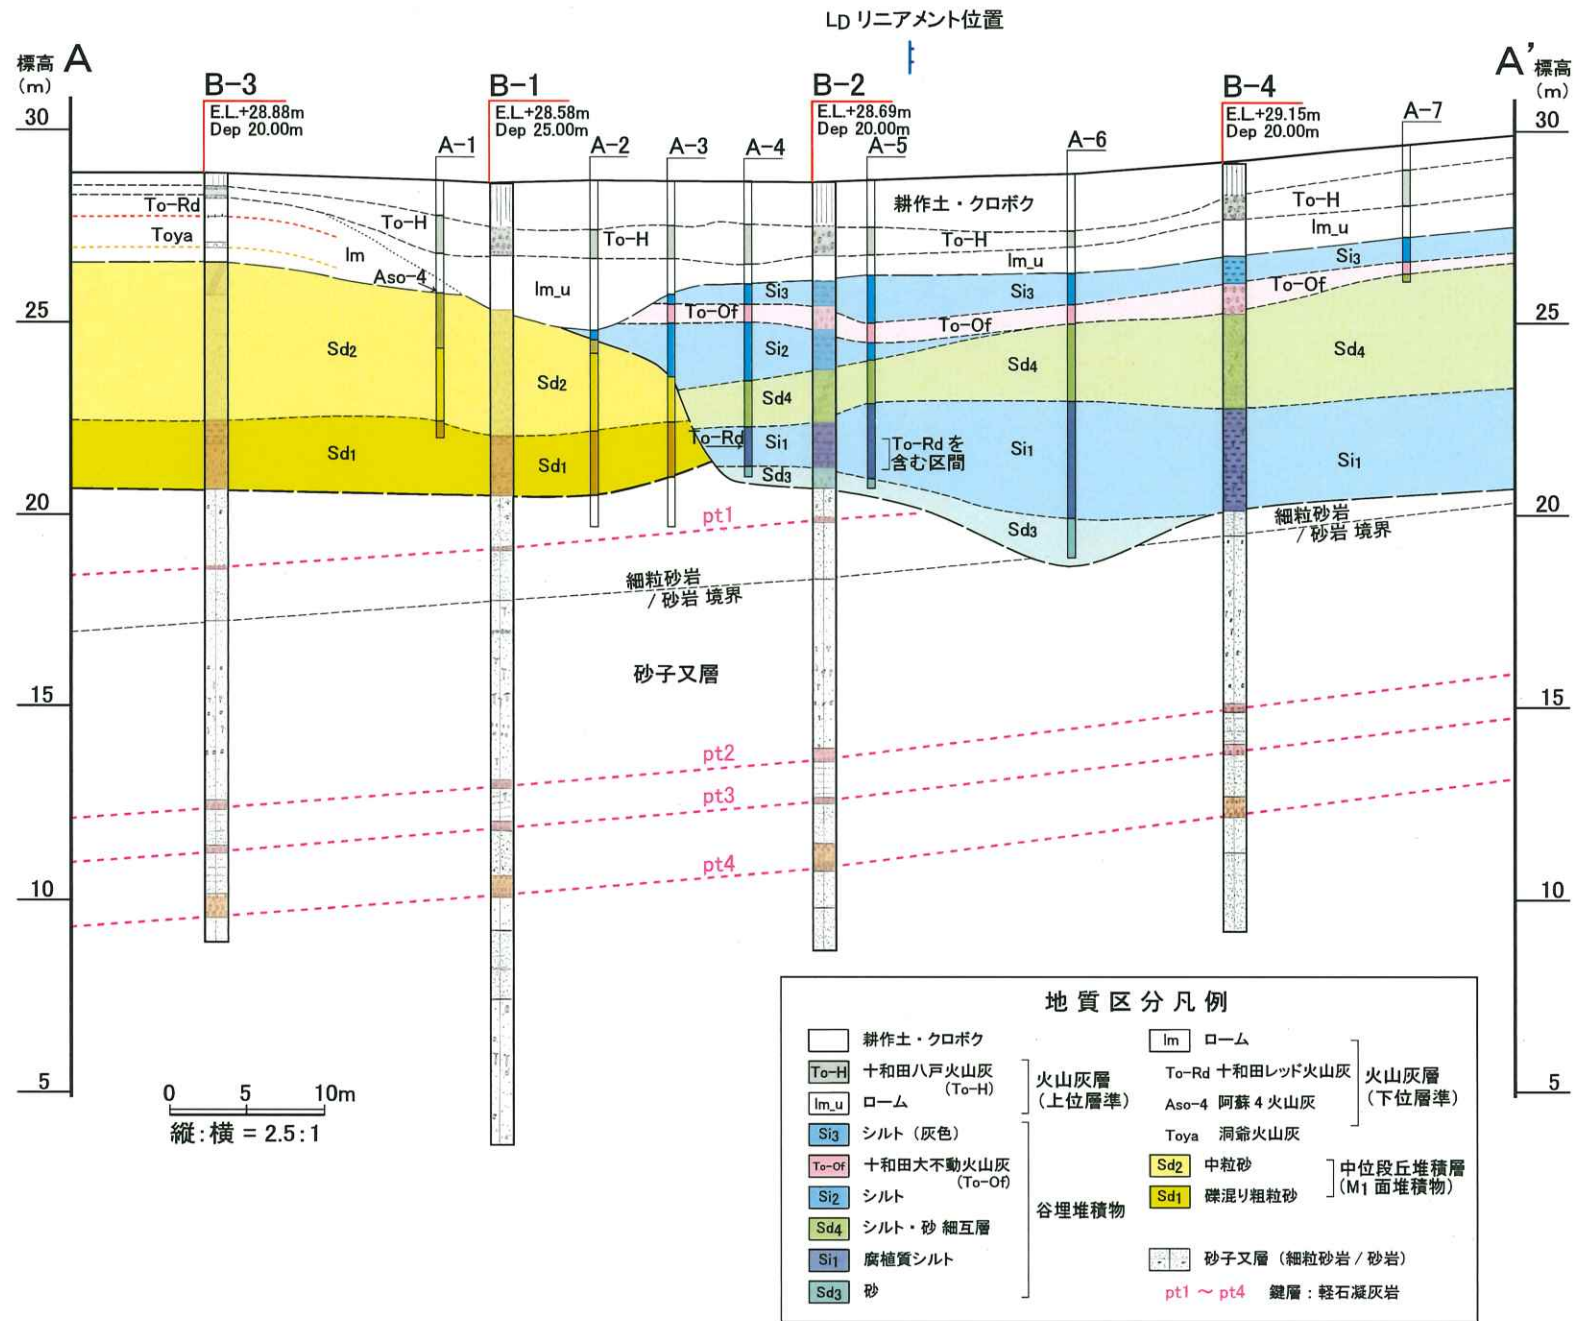 LD リニアメント位置
標高
(m)
A
A’
標高
(m)
B-3
E.L.+28.88m
Dep 20.00m
B-1
E.L.+28.58m
Dep 25.00m
B-2
E.L.+28.69m
Dep 20.00m
B-4
E.L.+29.15m
Dep 20.00m
A-1
A-2
A-3
A-4
A-5
A-6
A-7
30
25
20
15
10
5
30
25
20
15
10
5
To-Rd
Toya
To-H
lm
Aso-4
To-H
lm_u
耕作土・クロボク
To-H
lm_u
To-H
lm_u
Si3
To-Of
Si3
To-Of
Si3
To-Of
Sd2
Sd2
Si2
Sd4
Sd4
Sd4
Sd1
Sd1
To-Rd
Si1
To-Rd を
含む区間
Si1
Si1
Sd3
Sd3
pt1
細粒砂岩
/ 砂岩 境界
細粒砂岩
/ 砂岩 境界
砂子又層
pt2
pt3
pt4
0 5 10m
縦:横 = 2.5:1
地質区分凡例
耕作土・クロボク
To-H 十和田八戸火山灰
(To-H)
lm_u ローム
火山灰層
(上位層準)
Si3 シルト (灰色)
To-Of 十和田大不動火山灰
(To-Of)
Si2 シルト
Sd4 シルト・砂 細互層
Si1 腐植質シルト
Sd3 砂
谷埋堆積物
lm ローム
To-Rd 十和田レッド火山灰
Aso-4 阿蘇 4 火山灰
Toya 洞爺火山灰
火山灰層
(下位層準)
Sd2 中粒砂
Sd1 礫混り粗粒砂
中位段丘堆積層
(M1 面堆積物)
砂子又層 (細粒砂岩 / 砂岩)
pt1 ～ pt4 鍵層 : 軽石凝灰岩